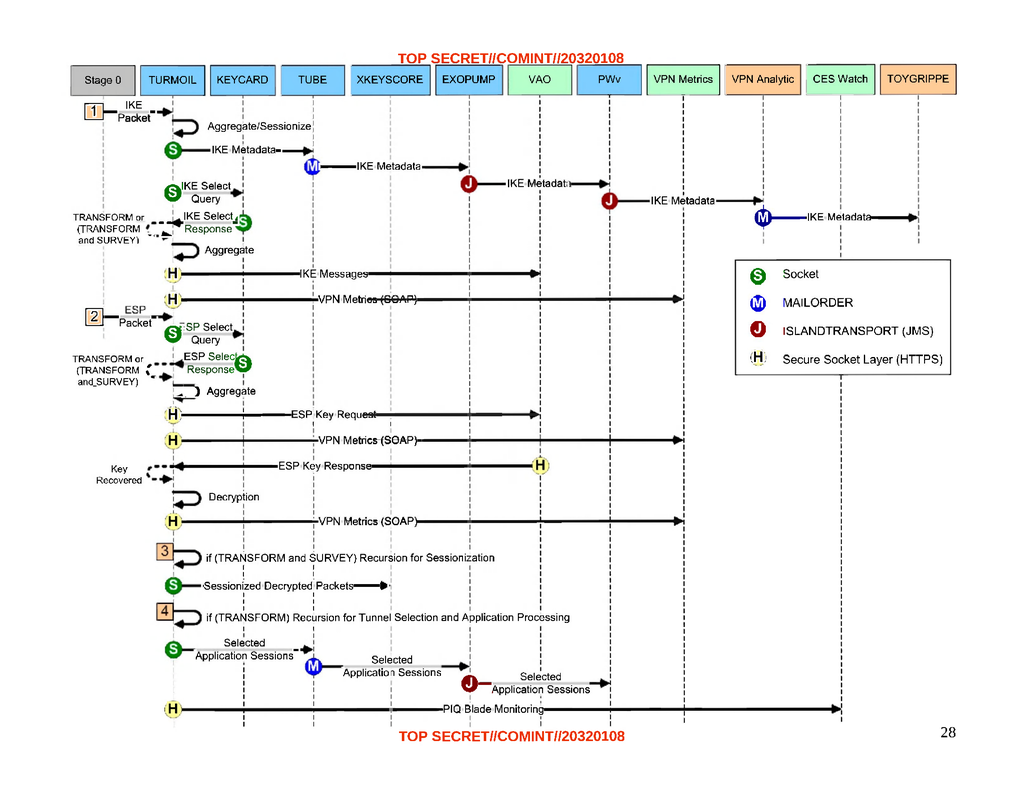 TOP SECRET//COMINT//20320108
Stage 0 TURMOIL KEYCARD TUBE XKEYSCORE EXOPUMP VAO PWv VPN Metrics VPN Analytic CES Watch TOYGRIPPE
1 IKE
Packet
Aggregate/Sessionize
S IKE Metadata
M IKE Metadata
J IKE Metadata
J IKE Metadata
M IKE Metadata
S IKE Select
Query
TRANSFORM or
(TRANSFORM
and SURVEY)
IKE Select S
Response
Aggregate
H IKE Messages
H VPN Metrics (SOAP)
S Socket
M MAILORDER
J ISLANDTRANSPORT (JMS)
H Secure Socket Layer (HTTPS)
2 ESP
Packet
S ESP Select
Query
TRANSFORM or
(TRANSFORM
and SURVEY)
ESP Select S
Response
Aggregate
H ESP Key Request
H VPN Metrics (SOAP)
ESP Key Response H
Key
Recovered
Decryption
H VPN Metrics (SOAP)
3 if (TRANSFORM and SURVEY) Recursion for Sessionization
S Sessionized Decrypted Packets
4 if (TRANSFORM) Recursion for Tunnel Selection and Application Processing
S Selected
Application Sessions
M Selected
Application Sessions
J Selected
Application Sessions
H PIQ Blade Monitoring
TOP SECRET//COMINT//20320108
28